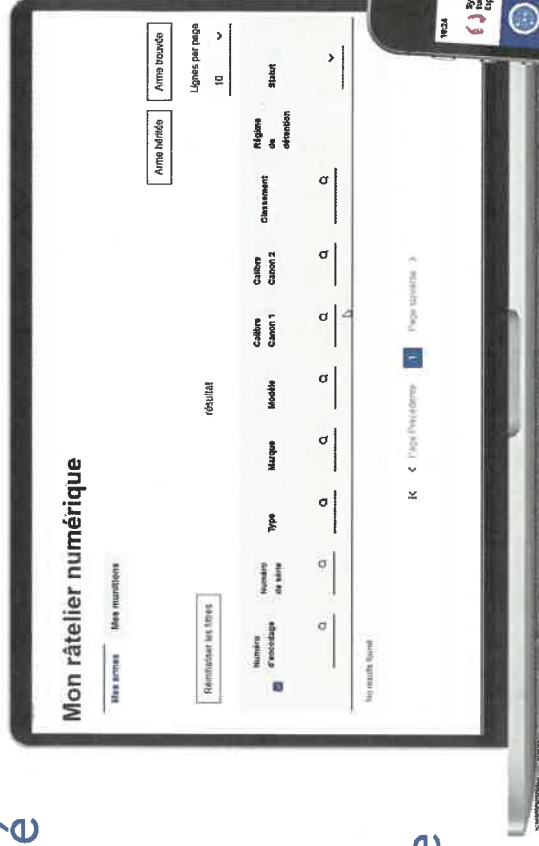 é
e
Mon râtelier numérique
Mes armes
Mes munitions
Arme héritée
Arme trouvée
Réinitialiser les filtres
résultat
Lignes par page
10
Numéro d'encodage
Numéro de série
Type
Marque
Modèle
Calibre Canon 1
Calibre Canon 2
Classement
Régime de détention
Statut
No results found
Page Précédente
1
Page suivante
10:24